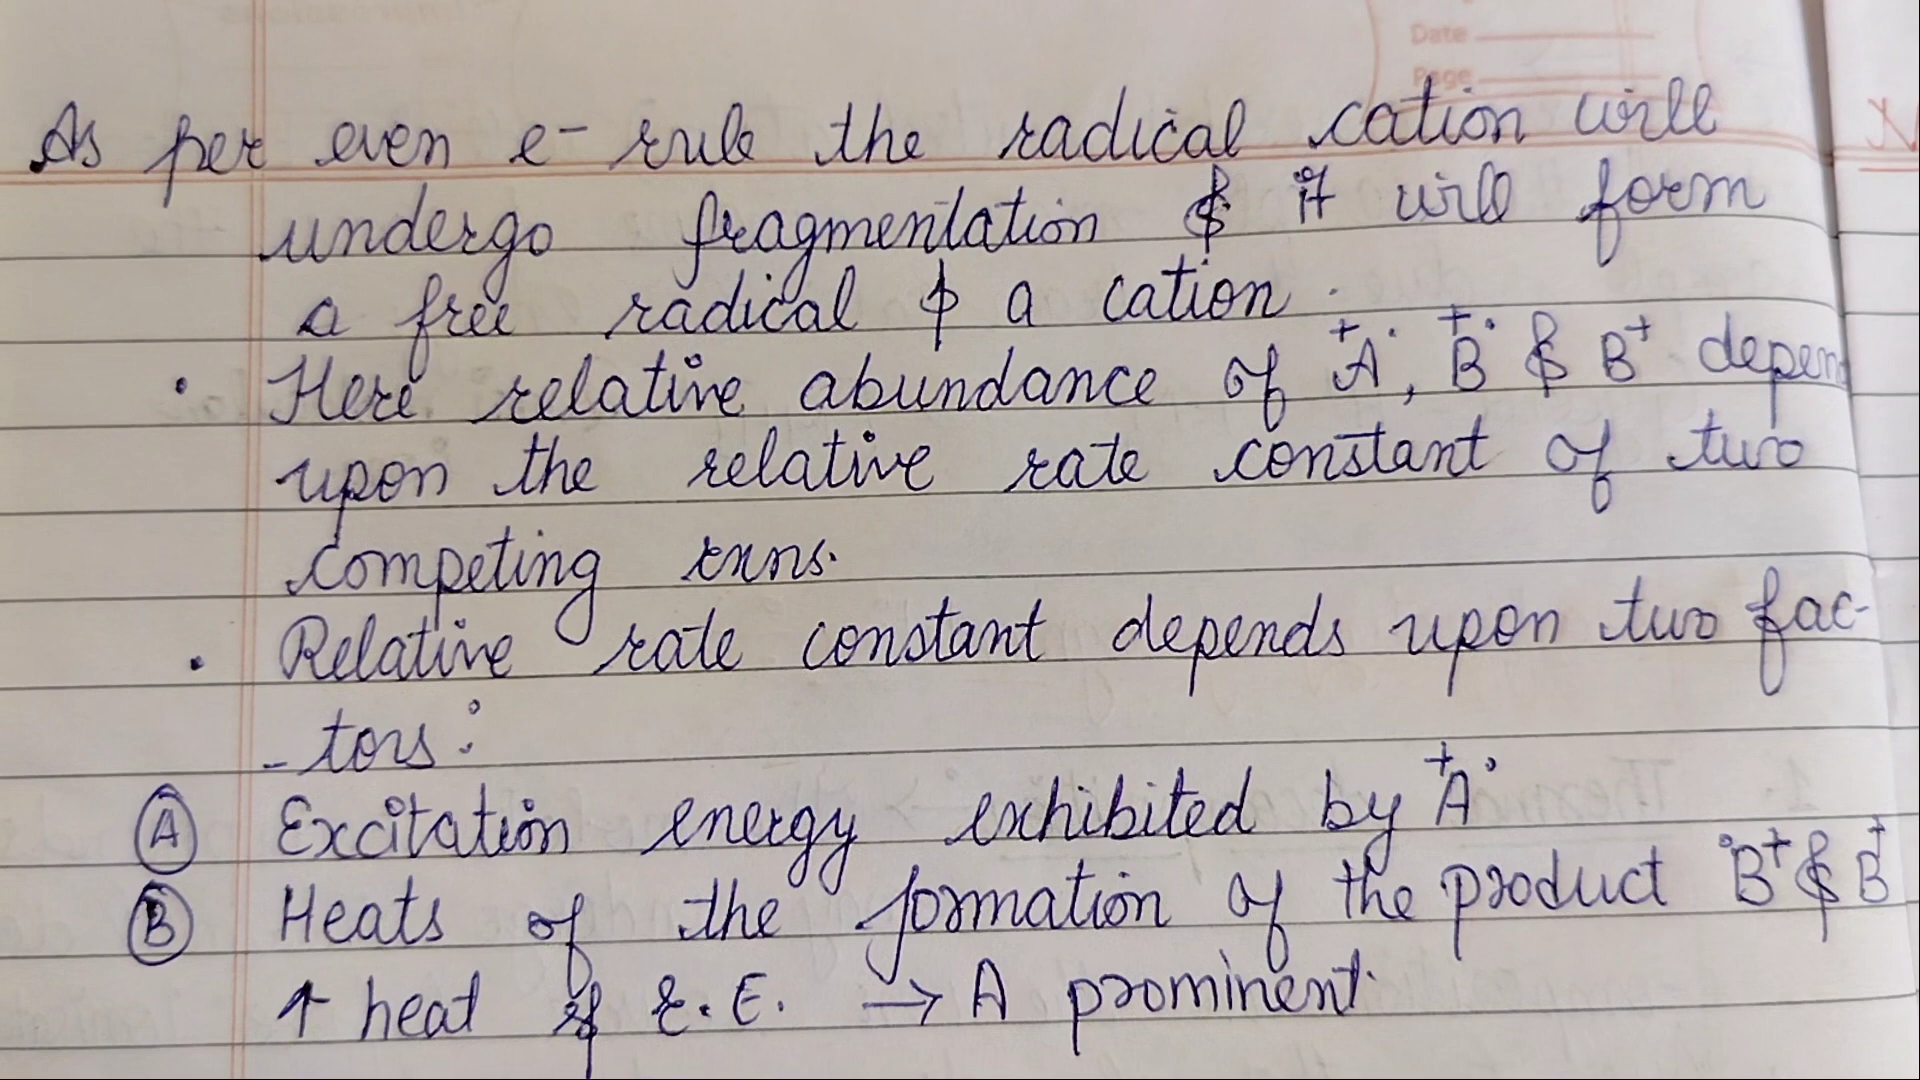 Date
Page
As per even e- rule the radical cation will
undergo fragmentation & it will form
a free radical & a cation.
• Here relative abundance of +A•, +B• & B+ depen
upon the relative rate constant of two
competing rxns.
• Relative rate constant depends upon two fac-
- tors:
(A) Excitation energy exhibited by +A•
(B) Heats of the formation of the product •B+ & B+
↑ heat of E.E. → A prominent